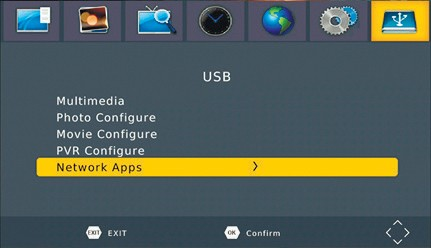 USB
Multimedia
Photo Configure
Movie Configure
PVR Configure
Network Apps >
EXIT EXIT OK Confirm